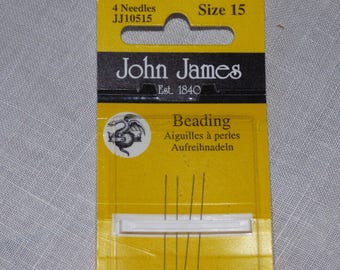 4 Needles Size 15
JJ10515
John James
Est. 1840
Beading
Aiguilles à perles
Aufreihnadeln